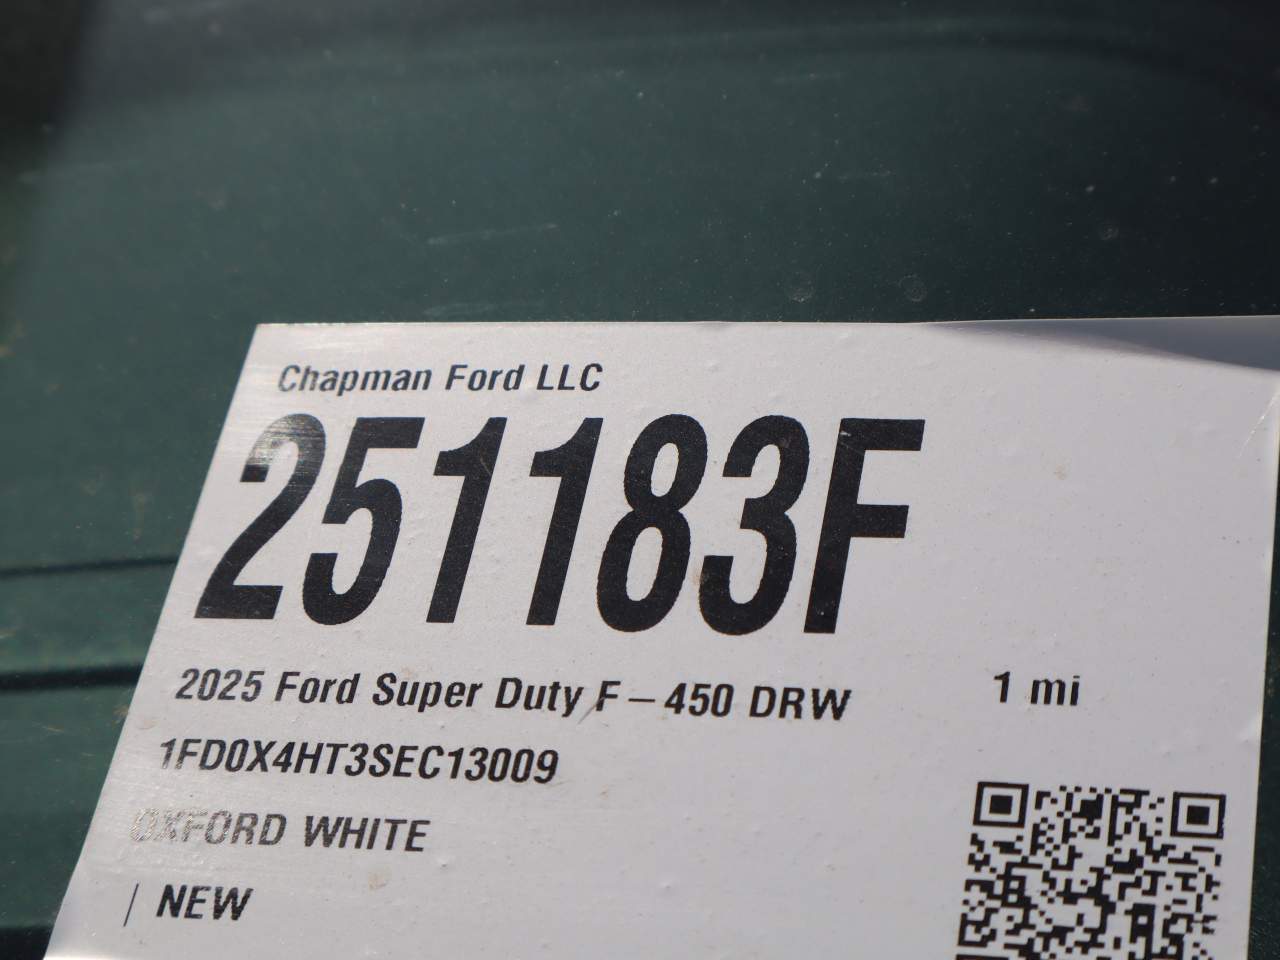 Chapman Ford LLC
251183F
2025 Ford Super Duty F-450 DRW 1 mi
1FD0X4HT3SEC13009
OXFORD WHITE
| NEW